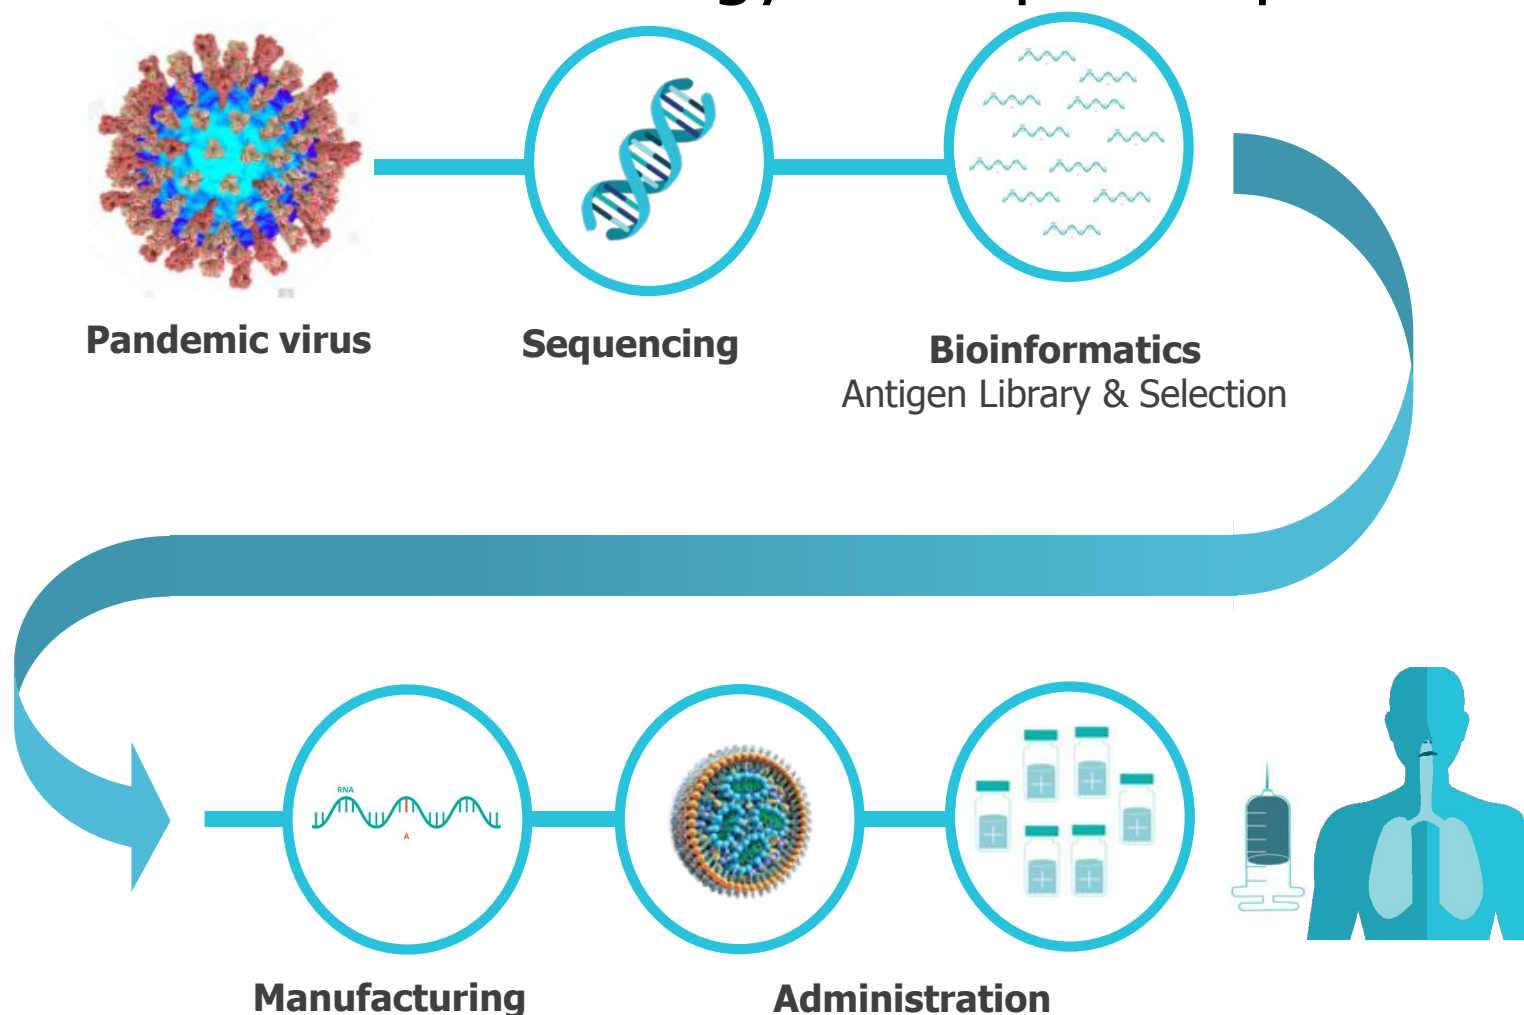 Pandemic virus
Sequencing
Bioinformatics
Antigen Library & Selection
RNA
A
Manufacturing
Administration